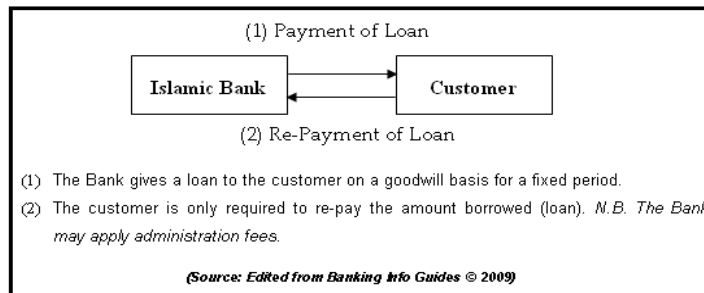 (1) Payment of Loan
Islamic Bank
Customer
(2) Re-Payment of Loan
(1) The Bank gives a loan to the customer on a goodwill basis for a fixed period.
(2) The customer is only required to re-pay the amount borrowed (loan). N.B. The Bank
may apply administration fees.
(Source: Edited from Banking Info Guides © 2009)